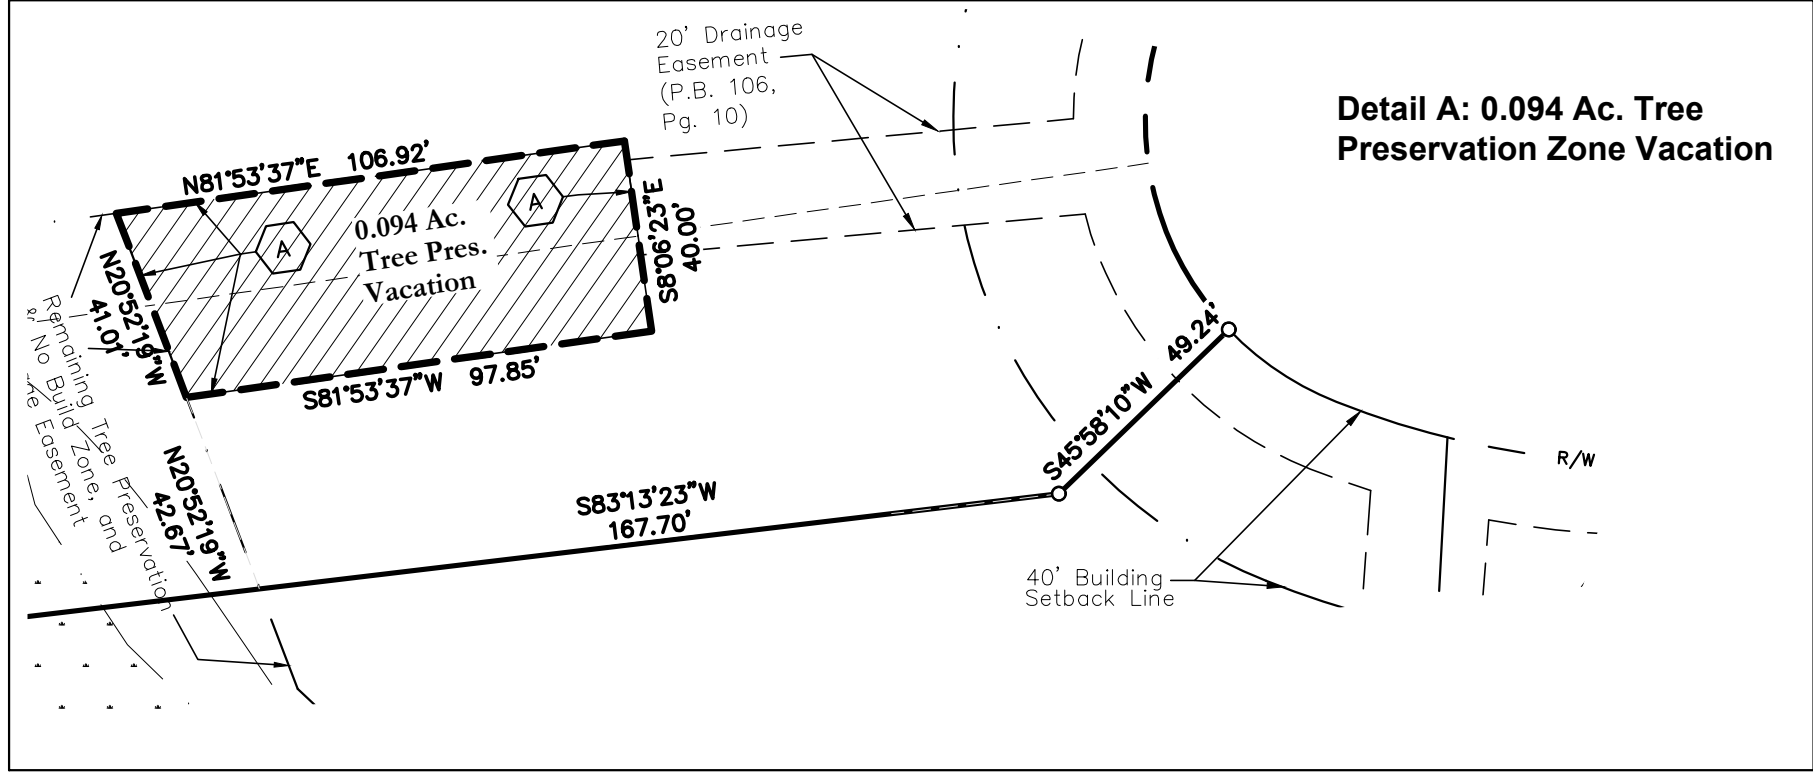 20' Drainage
Easement
(P.B. 106,
Pg. 10)
Detail A: 0.094 Ac. Tree
Preservation Zone Vacation
N81°53'37"E 106.92'
A
A
0.094 Ac.
Tree Pres.
Vacation
S8°06'23"E
40.00'
N20°52'19"W
41.01'
S81°53'37"W 97.85'
Remaining Tree Preservation
& No Build Zone, and
Easement
N20°52'19"W
42.67'
S83°13'23"W
167.70'
S45°58'10"W 49.24'
R/W
40' Building
Setback Line